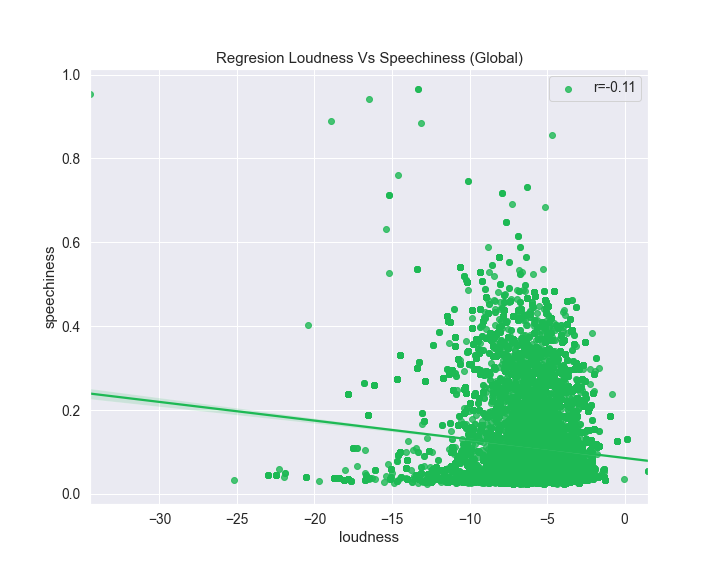 Regresion Loudness Vs Speechiness (Global)
r=-0.11
1.0
0.8
0.6
0.4
0.2
0.0
speechiness
−30 −25 −20 −15 −10 −5 0
loudness